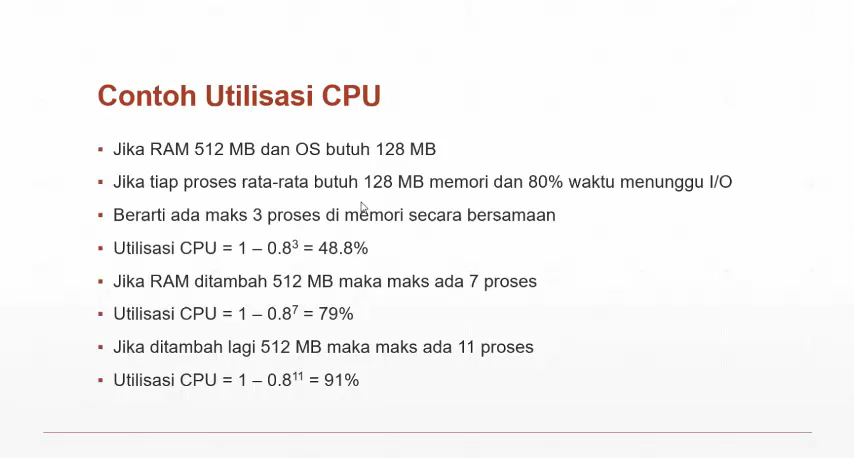 Contoh Utilisasi CPU
▪ Jika RAM 512 MB dan OS butuh 128 MB
▪ Jika tiap proses rata-rata butuh 128 MB memori dan 80% waktu menunggu I/O
▪ Berarti ada maks 3 proses di memori secara bersamaan
▪ Utilisasi CPU = 1 – 0.8³ = 48.8%
▪ Jika RAM ditambah 512 MB maka maks ada 7 proses
▪ Utilisasi CPU = 1 – 0.8⁷ = 79%
▪ Jika ditambah lagi 512 MB maka maks ada 11 proses
▪ Utilisasi CPU = 1 – 0.8¹¹ = 91%